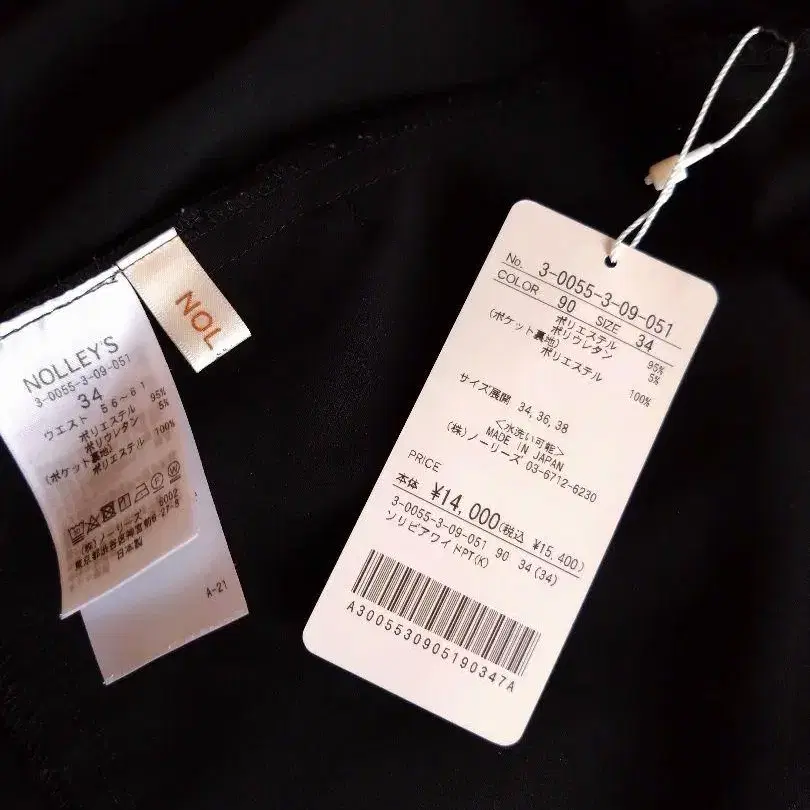 NOLLEY'S
3-0055-3-09-051
34
ウエスト 56~61
ポリエステル 95%
ポリウレタン 5%
(ポケット裏地)
ポリエステル 100%
6002
(株)ノーリーズ
日本製
A-21
NOL
No. 3-0055-3-09-051
COLOR 90 SIZE 34
ポリエステル 95%
ポリウレタン 5%
(ポケット裏地)
ポリエステル 100%
サイズ展開 34,36,38
<水洗い可能>
MADE IN JAPAN
(株)ノーリーズ 03-6712-6230
PRICE
本体 ¥14,000(税込 ¥15,400)
3-0055-3-09-051 90 34(34)
ソリビアワイドPT(K)
A3005530905190347A